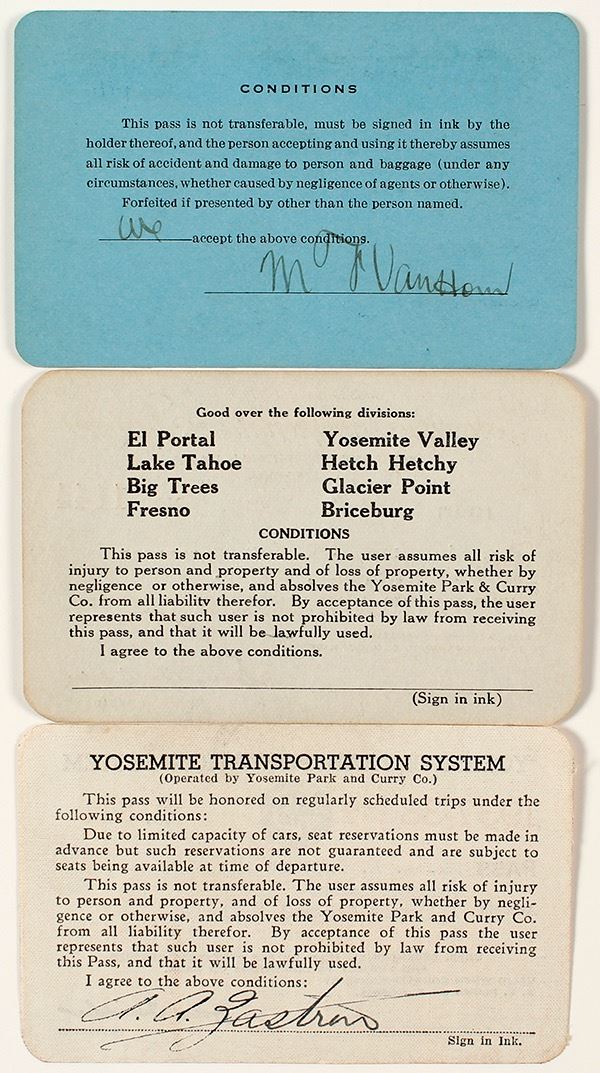 CONDITIONS
This pass is not transferable, must be signed in ink by the
holder thereof, and the person accepting and using it thereby assumes
all risk of accident and damage to person and baggage (under any
circumstances, whether caused by negligence of agents or otherwise).
Forfeited if presented by other than the person named.
we accept the above conditions.
VanHorn
Good over the following divisions:
El Portal Yosemite Valley
Lake Tahoe Hetch Hetchy
Big Trees Glacier Point
Fresno Briceburg
CONDITIONS
This pass is not transferable. The user assumes all risk of
injury to person and property and of loss of property, whether by
negligence or otherwise, and absolves the Yosemite Park & Curry
Co. from all liability therefor. By acceptance of this pass, the user
represents that such user is not prohibited by law from receiving
this pass, and that it will be lawfully used.
I agree to the above conditions.
(Sign in ink)
YOSEMITE TRANSPORTATION SYSTEM
(Operated by Yosemite Park and Curry Co.)
This pass will be honored on regularly scheduled trips under the
following conditions:
Due to limited capacity of cars, seat reservations must be made in
advance but such reservations are not guaranteed and are subject to
seats being available at time of departure.
This pass is not transferable. The user assumes all risk of injury
to person and property, and of loss of property, whether by negli-
gence or otherwise, and absolves the Yosemite Park and Curry Co.
from all liability therefor. By acceptance of this pass the user
represents that such user is not prohibited by law from receiving
this Pass, and that it will be lawfully used.
I agree to the above conditions:
A. A. Zastrow
Sign in Ink.